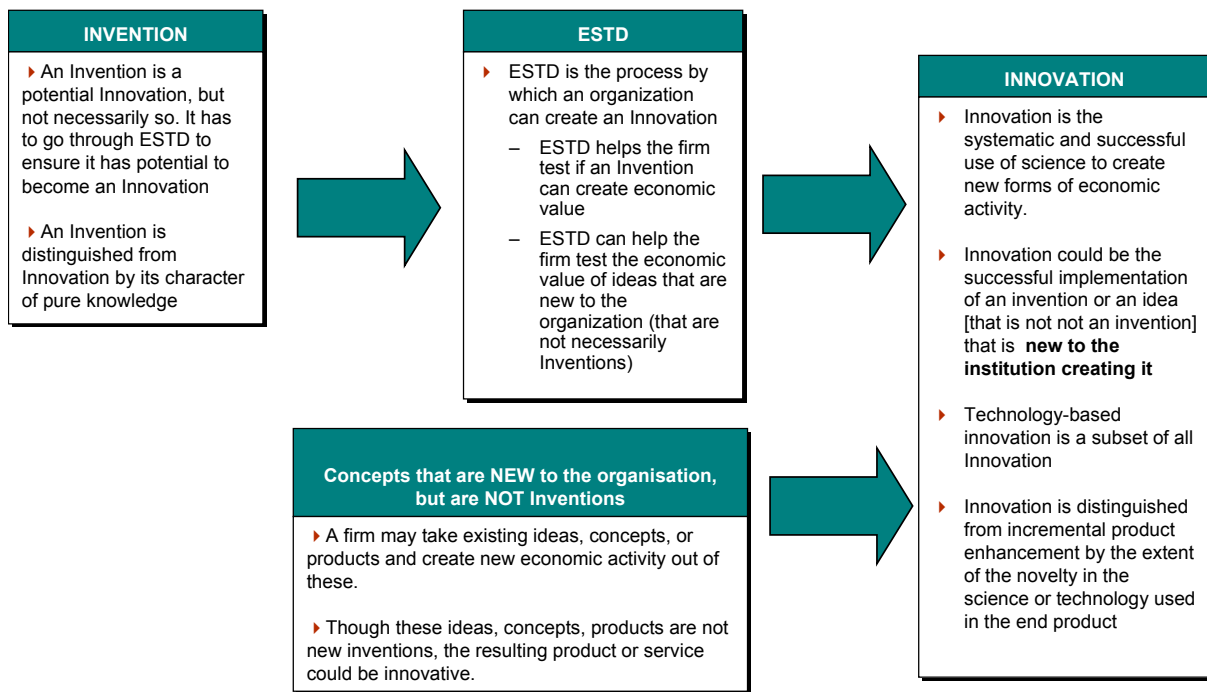 INVENTION
▸ An Invention is a
potential Innovation, but
not necessarily so. It has
to go through ESTD to
ensure it has potential to
become an Innovation
▸ An Invention is
distinguished from
Innovation by its character
of pure knowledge
ESTD
▸ ESTD is the process by
which an organization
can create an Innovation
– ESTD helps the firm
test if an Invention
can create economic
value
– ESTD can help the
firm test the economic
value of ideas that are
new to the
organization (that are
not necessarily
Inventions)
Concepts that are NEW to the organisation,
but are NOT Inventions
▸ A firm may take existing ideas, concepts, or
products and create new economic activity out of
these.
▸ Though these ideas, concepts, products are not
new inventions, the resulting product or service
could be innovative.
INNOVATION
▸ Innovation is the
systematic and successful
use of science to create
new forms of economic
activity.
▸ Innovation could be the
successful implementation
of an invention or an idea
[that is not not an invention]
that is new to the
institution creating it
▸ Technology-based
innovation is a subset of all
Innovation
▸ Innovation is distinguished
from incremental product
enhancement by the extent
of the novelty in the
science or technology used
in the end product